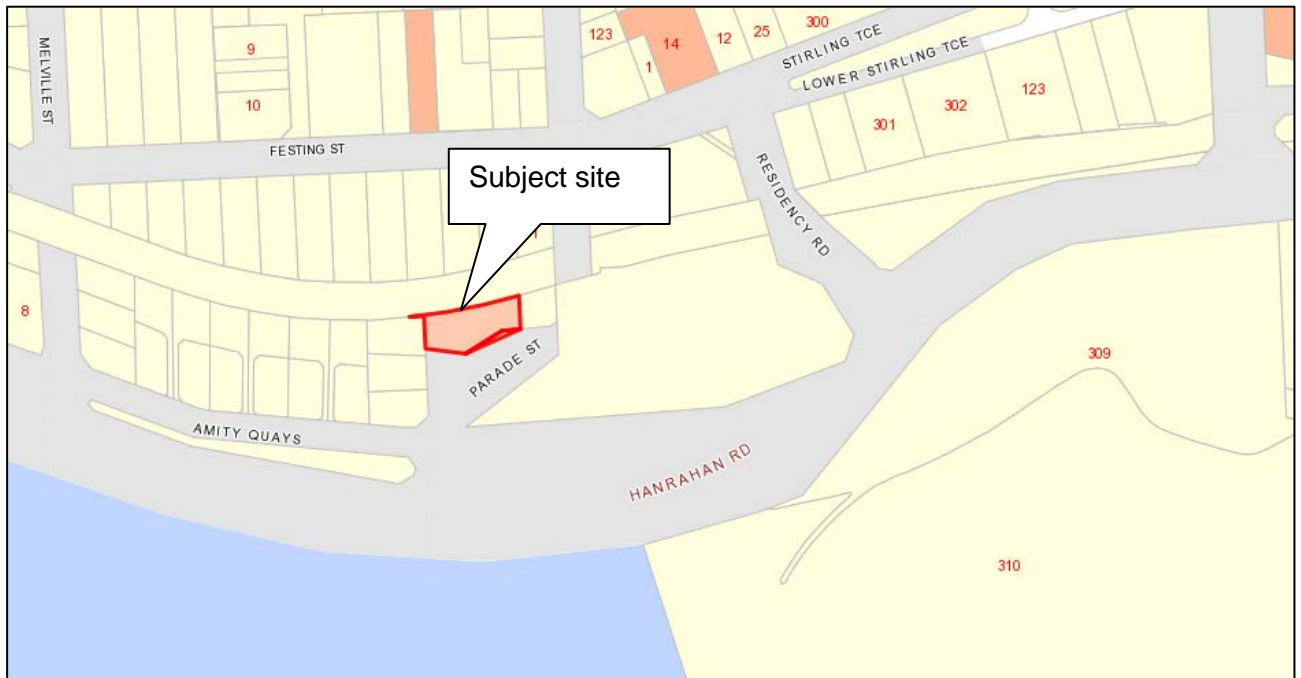 300
123
25
12
14
STIRLING TCE
MELVILLE ST
9
1
LOWER STIRLING TCE
123
302
301
10
FESTING ST
Subject site
RESIDENCY RD
8
PARADE ST
309
AMITY QUAYS
HANRAHAN RD
310